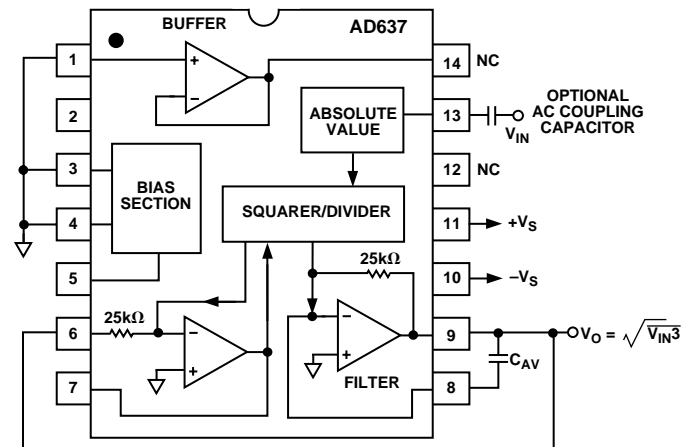 BUFFER
AD637
1
14
NC
2
ABSOLUTE
VALUE
13
OPTIONAL
AC COUPLING
CAPACITOR
VIN
3
BIAS
SECTION
12
NC
4
SQUARER/DIVIDER
11
+VS
5
25kΩ
10
−VS
6
25kΩ
9
VO = √VIN3
CAV
7
FILTER
8